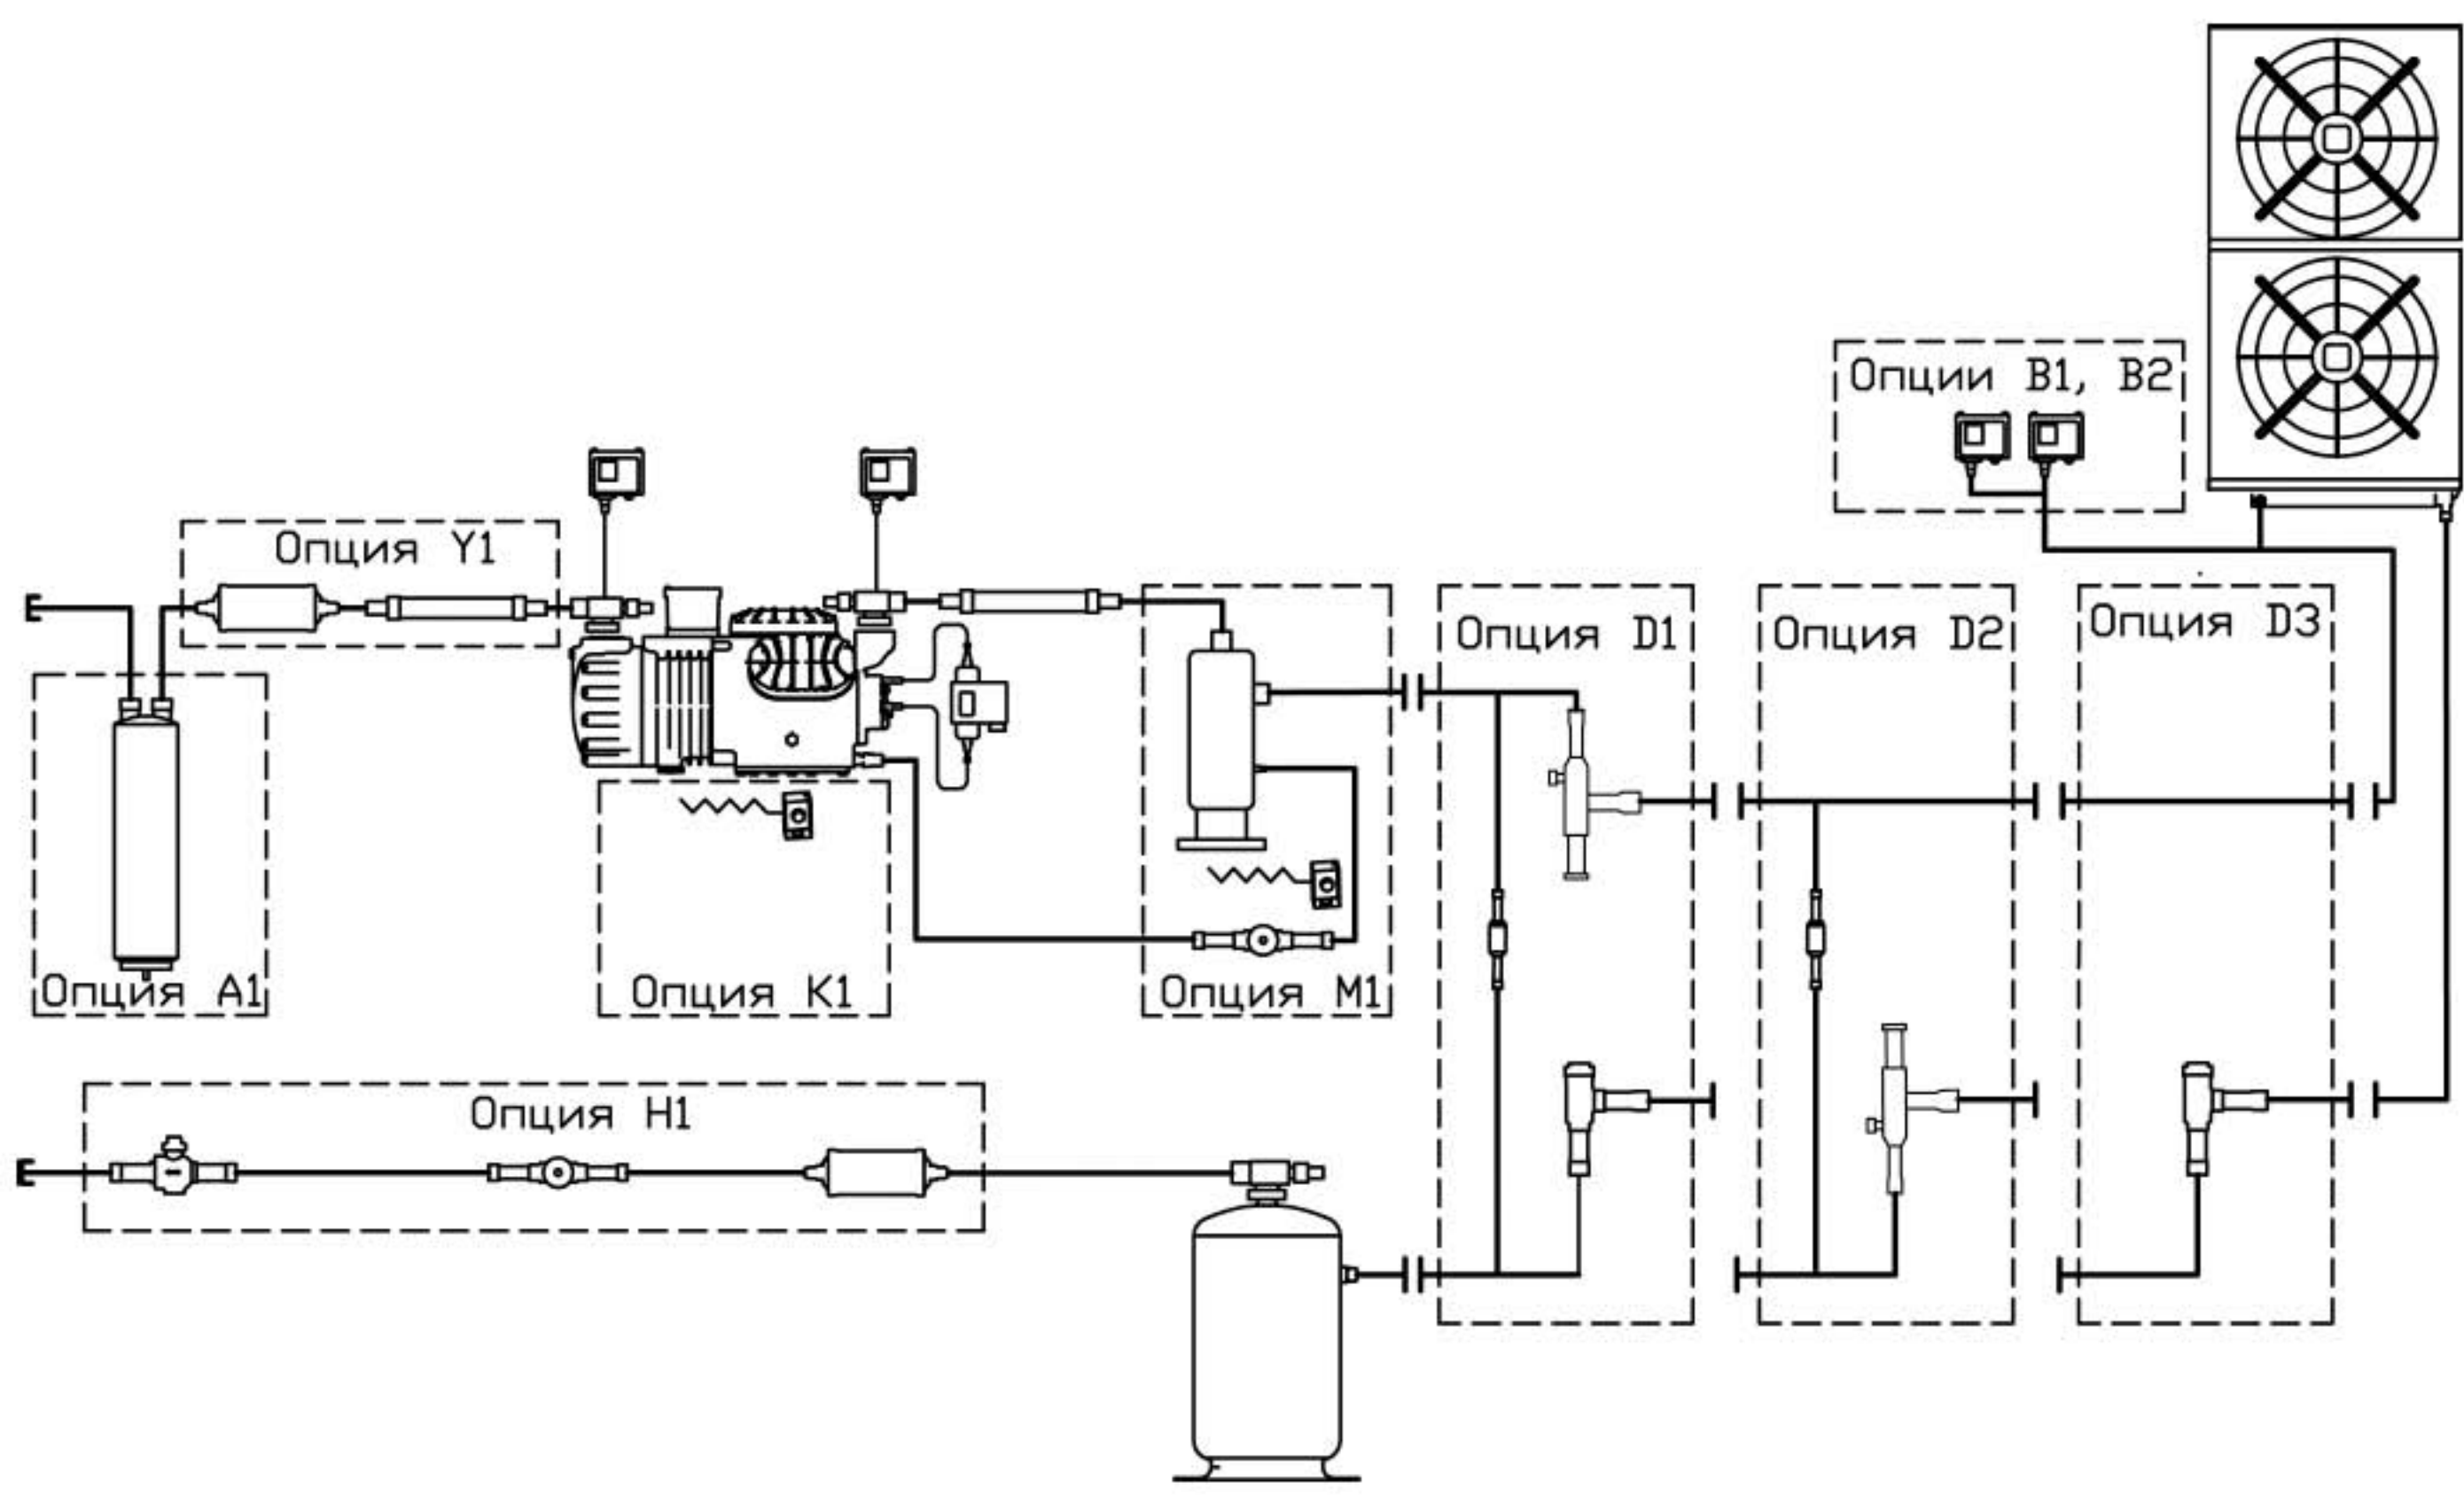 Опции B1, B2
Опция Y1
Опция D1
Опция D2
Опция D3
Опция A1
Опция K1
Опция M1
Опция H1